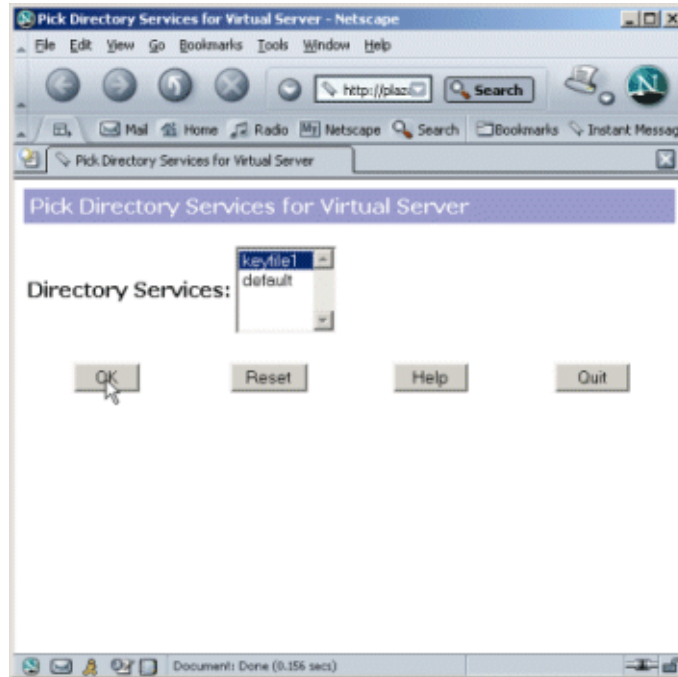 Pick Directory Services for Virtual Server - Netscape
File Edit View Go Bookmarks Tools Window Help
http://plaz Search
Mail Home Radio My Netscape Search Bookmarks Instant Messag
Pick Directory Services for Virtual Server
Pick Directory Services for Virtual Server
keyfile1
Directory Services: default
OK Reset Help Quit
Document: Done (0.156 secs)